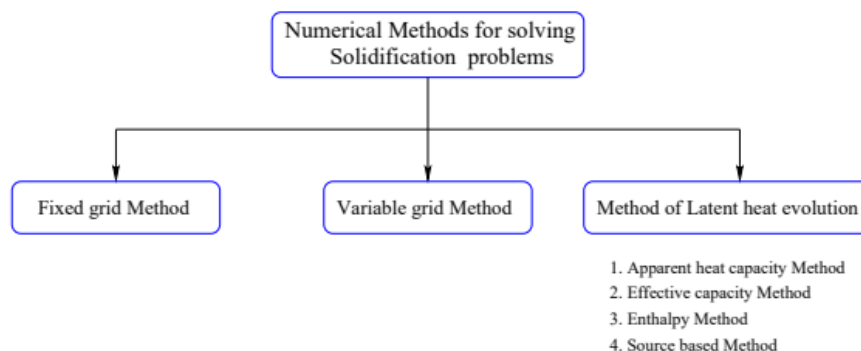 Numerical Methods for solving
Solidification problems
Fixed grid Method
Variable grid Method
Method of Latent heat evolution
1. Apparent heat capacity Method
2. Effective capacity Method
3. Enthalpy Method
4. Source based Method